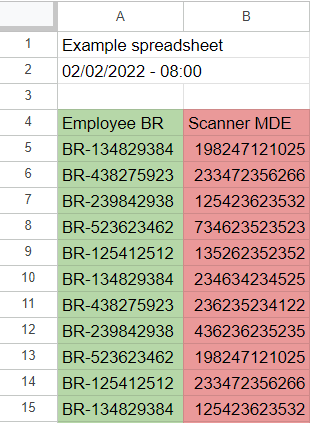 A B
1 Example spreadsheet
2 02/02/2022 - 08:00
3
4 Employee BR Scanner MDE
5 BR-134829384 198247121025
6 BR-438275923 233472356266
7 BR-239842938 125423623532
8 BR-523623462 734623523523
9 BR-125412512 135262352352
10 BR-134829384 234634234525
11 BR-438275923 236235234122
12 BR-239842938 436236235235
13 BR-523623462 198247121025
14 BR-125412512 233472356266
15 BR-134829384 125423623532